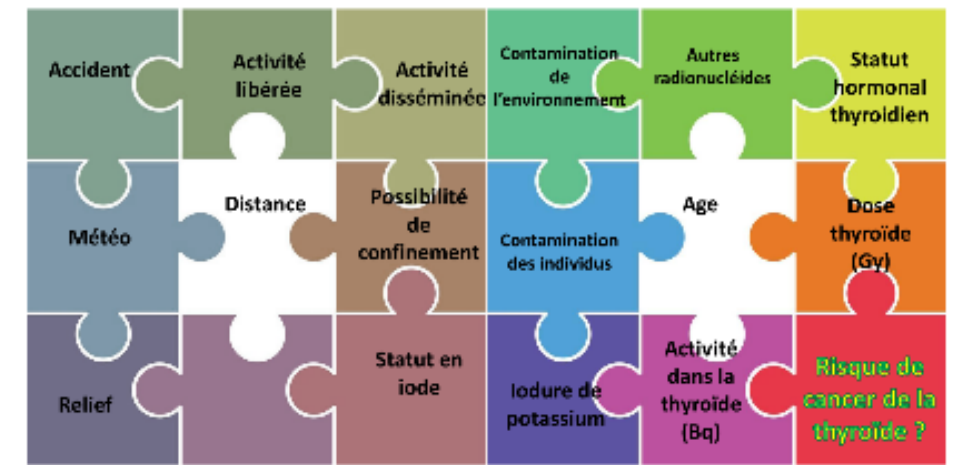 Accident
Activité
libérée
Activité
disséminée
Contamination
de
l'environnement
Autres
radionucléides
Statut
hormonal
thyroïdien
Météo
Distance
Possibilité
de
confinement
Contamination
des individus
Age
Dose
thyroïde
(Gy)
Relief
Statut en
iode
Iodure de
potassium
Activité
dans la
thyroïde
(Bq)
Risque de
cancer de la
thyroïde ?